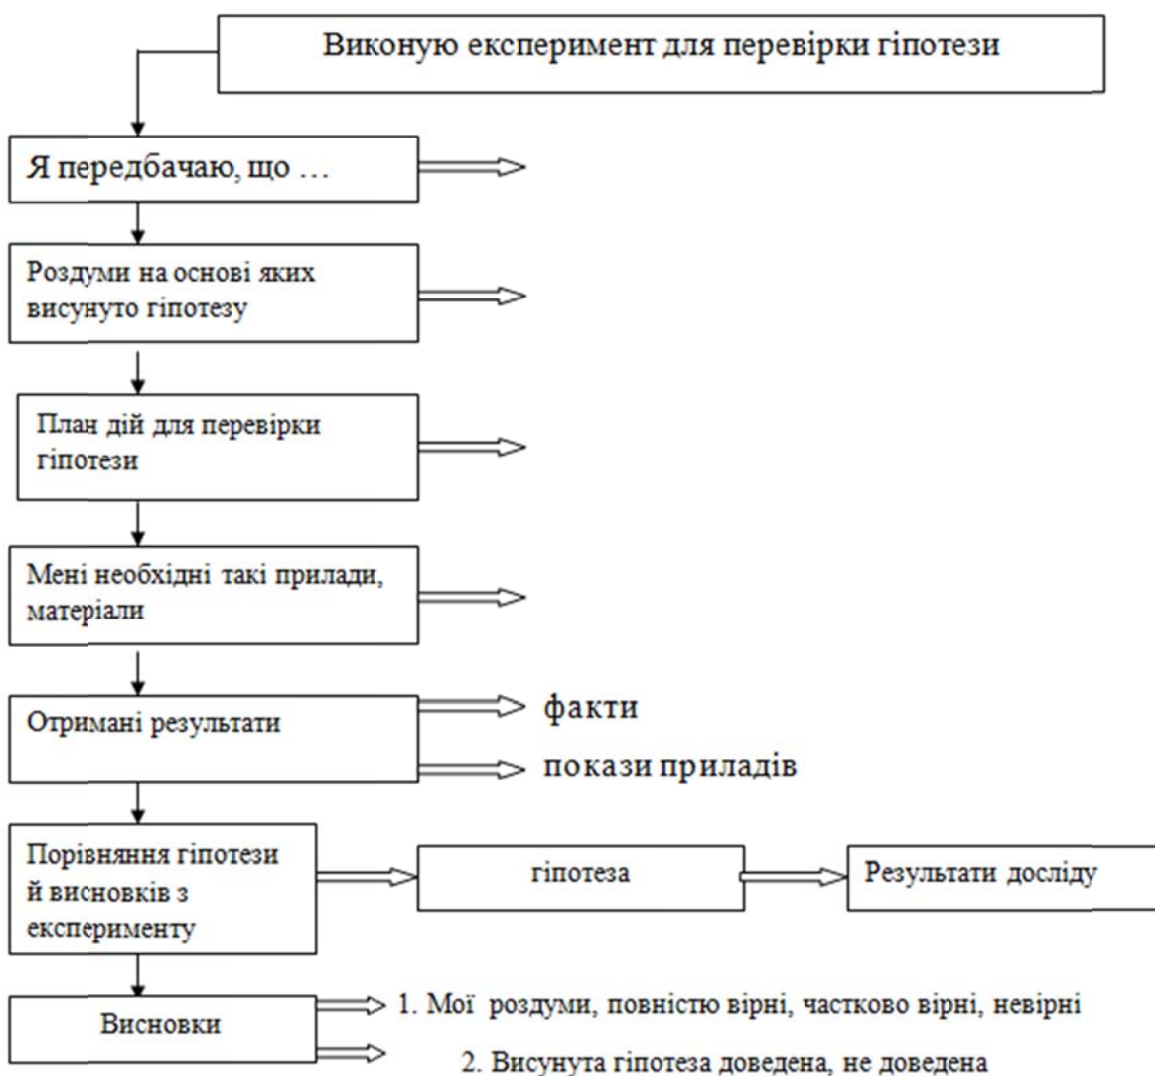 Виконую експеримент для перевірки гіпотези
Я передбачаю, що ...
Роздуми на основі яких
висунуто гіпотезу
План дій для перевірки
гіпотези
Мені необхідні такі прилади,
матеріали
Отримані результати
факти
покази приладів
Порівняння гіпотези
й висновків з
експерименту
гіпотеза
Результати досліду
Висновки
1. Мої роздуми, повністю вірні, частково вірні, невірні
2. Висунута гіпотеза доведена, не доведена